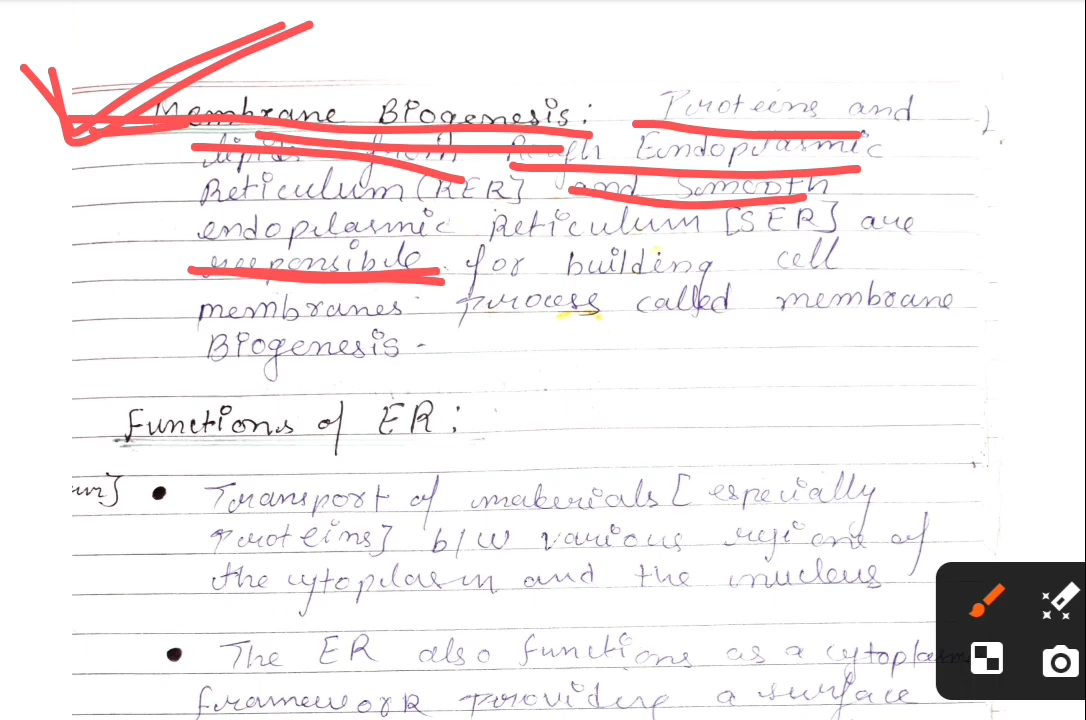 Membrane Biogenesis: Proteins and
lipids from Rough Endoplasmic
Reticulum (RER] and Smooth
endoplasmic Reticulum [SER] are
responsible for building cell
membranes process called membrane
Biogenesis.
Functions of ER:
• Transport of materials [especially
proteins] b/w various regions of
the cytoplasm and the nucleus
• The ER also functions as a cytoplasm
framework providing a surface